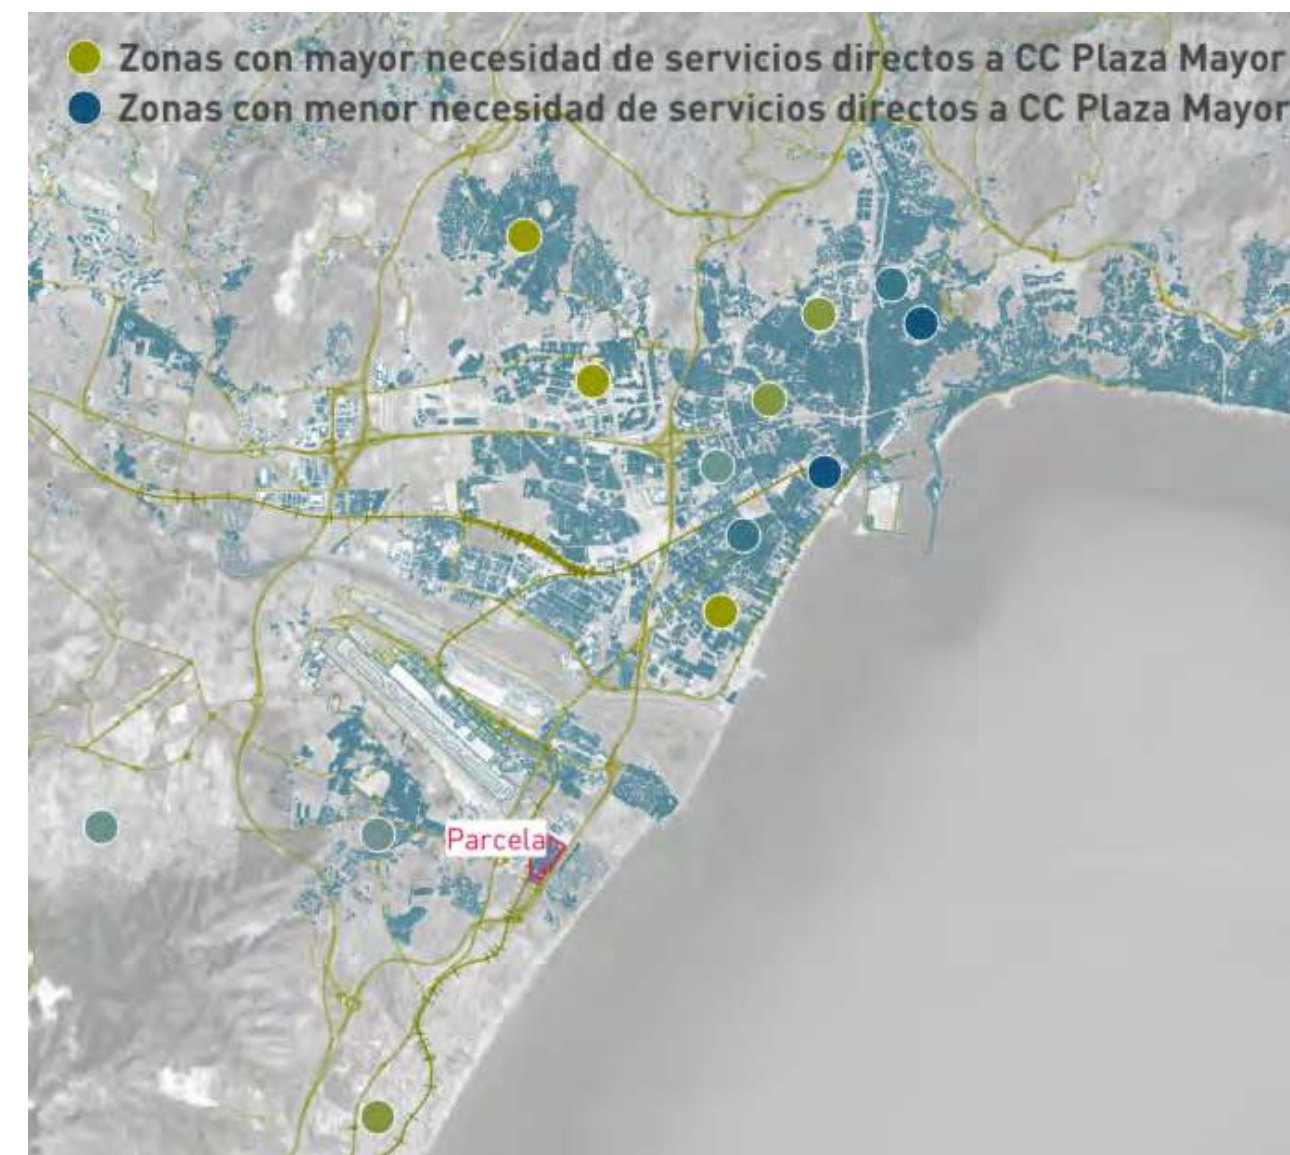 Zonas con mayor necesidad de servicios directos a CC Plaza Mayor
Zonas con menor necesidad de servicios directos a CC Plaza Mayor
Parcela